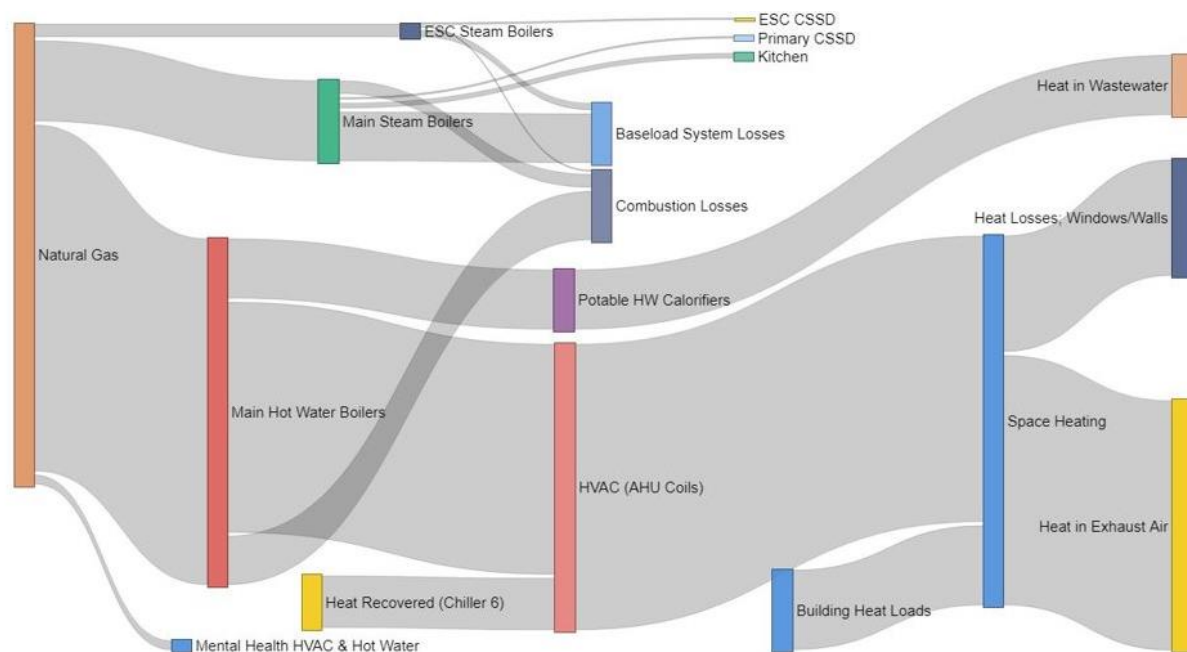 ESC CSSD
ESC Steam Boilers
Primary CSSD
Kitchen
Heat in Wastewater
Main Steam Boilers
Baseload System Losses
Combustion Losses
Heat Losses; Windows/Walls
Natural Gas
Potable HW Calorifiers
Main Hot Water Boilers
Space Heating
HVAC (AHU Coils)
Heat in Exhaust Air
Heat Recovered (Chiller 6)
Building Heat Loads
Mental Health HVAC & Hot Water